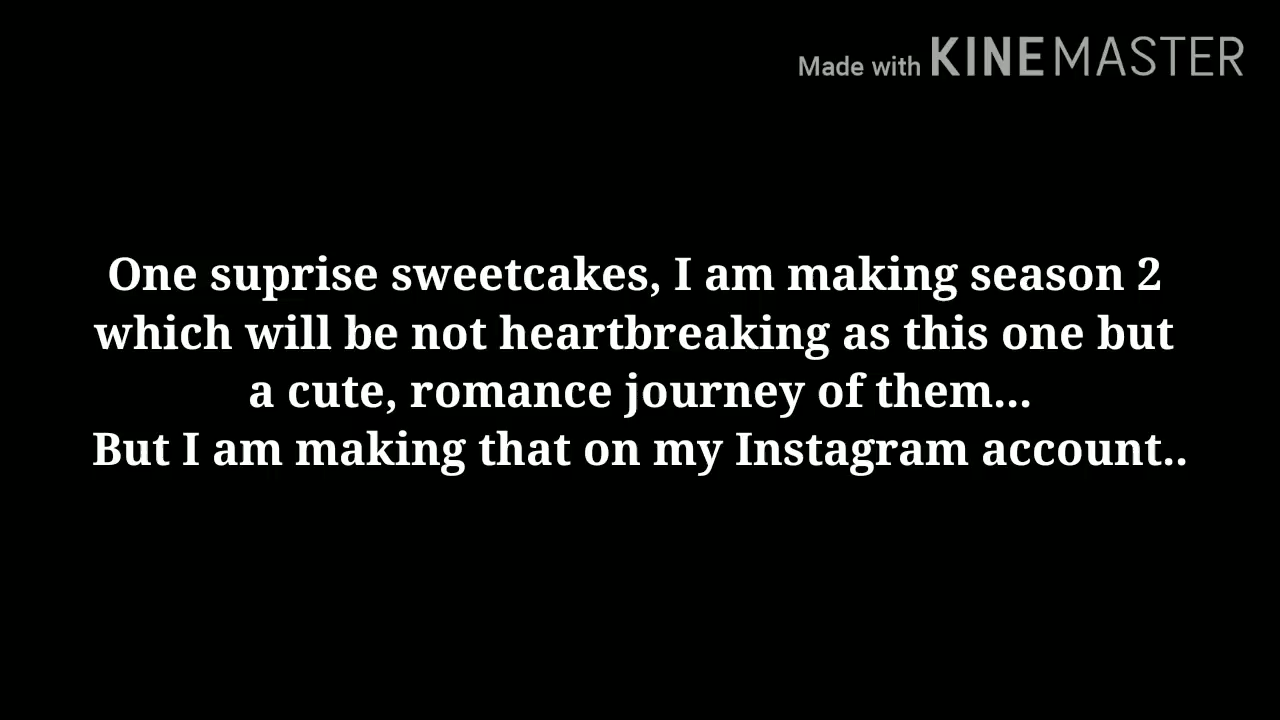 Made with KINEMASTER
One suprise sweetcakes, I am making season 2
which will be not heartbreaking as this one but
a cute, romance journey of them...
But I am making that on my Instagram account..